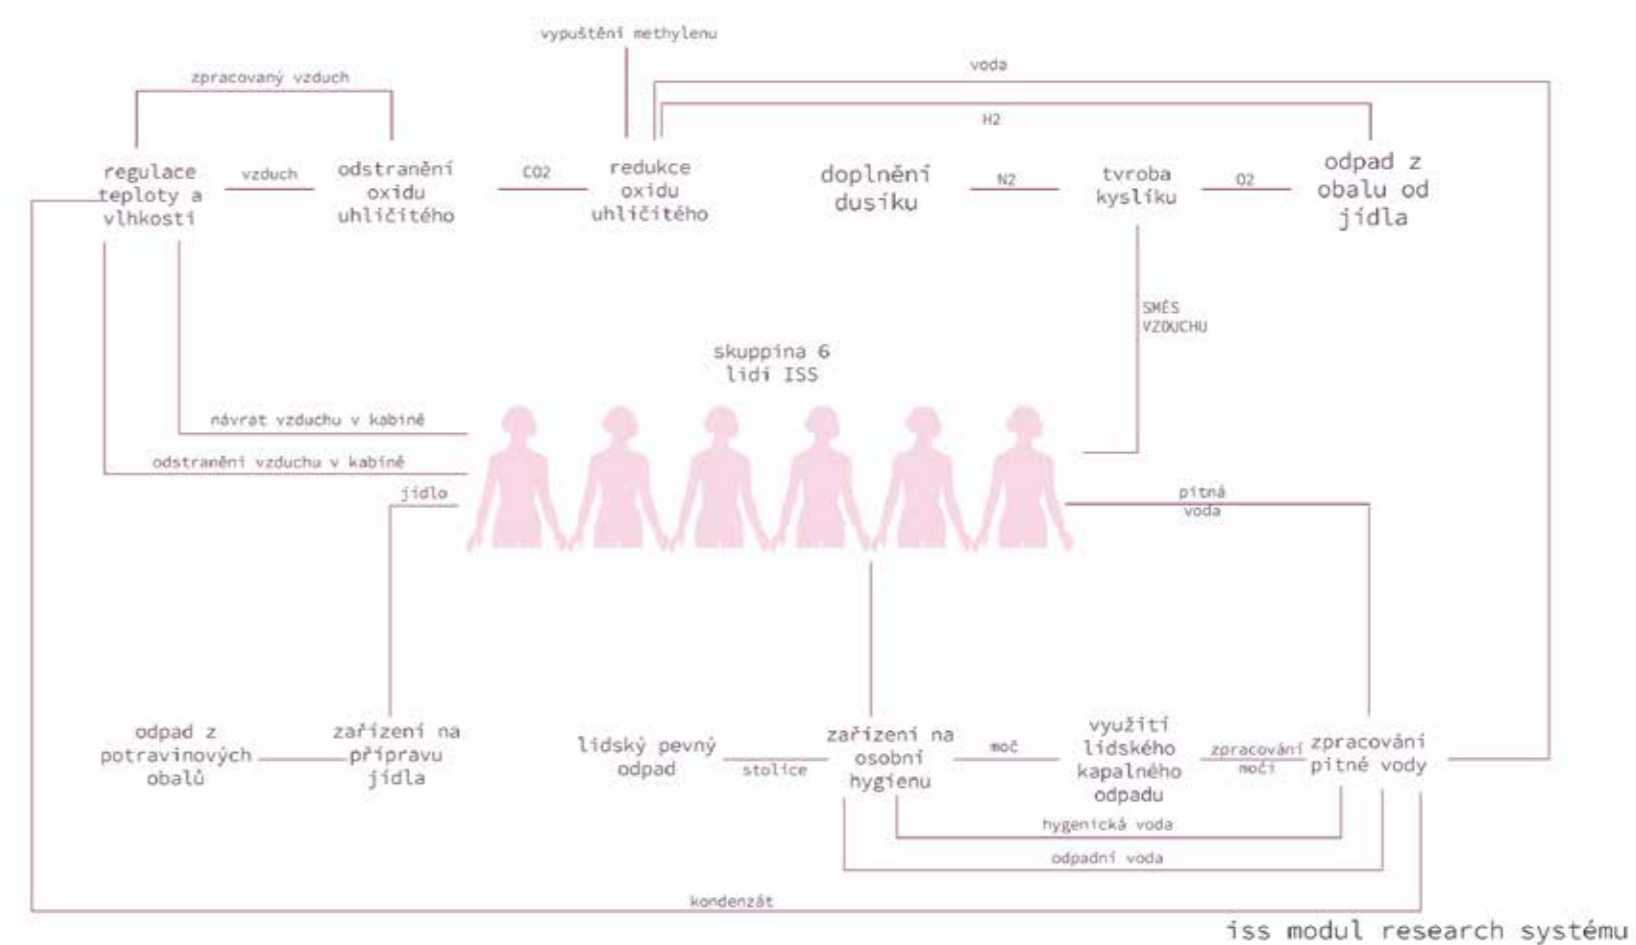 vypuštění methylenu
zpracovaný vzduch
voda
H2
regulace
teploty a
vlhkosti
vzduch
odstranění
oxidu
uhličitého
CO2
redukce
oxidu
uhličitého
doplnění
dusíku
N2
tvroba
kyslíku
O2
odpad z
obalu od
jídla
SMĚS
VZDUCHU
skuppina 6
lidí ISS
návrat vzduchu v kabině
odstranění vzduchu v kabině
jídlo
pitná
voda
odpad z
potravinových
obalů
zařízení na
přípravu
jídla
lidský pevný
odpad
stolice
zařízení na
osobní
hygienu
moč
využití
lidského
kapalného
odpadu
zpracování
moči
zpracování
pitné vody
hygenická voda
odpadní voda
kondenzát
iss modul research systému